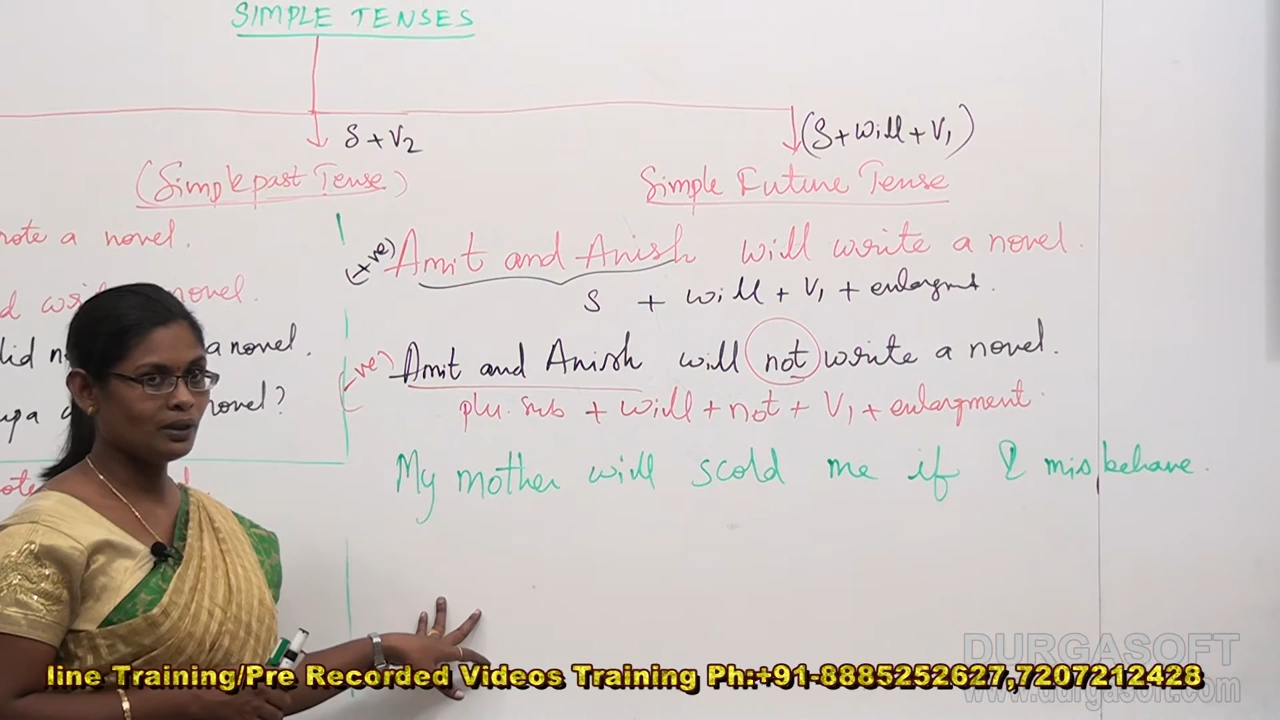 SIMPLE TENSES
S + V2
(S + will + V1)
(Simple past Tense)
Simple Future Tense
rote a novel.
(+ve) Amit and Anish will write a novel.
novel.
S + will + V1 + enlargmt.
did a novel.
(-ve) Amit and Anish will not write a novel.
novel?
plu. sub + will + not + V1 + enlargment.
My mother will scold me if I misbehave.
DURGASOFT
www.durgasoft.com
line Training/Pre Recorded Videos Training Ph:+91-8885252627,7207212428